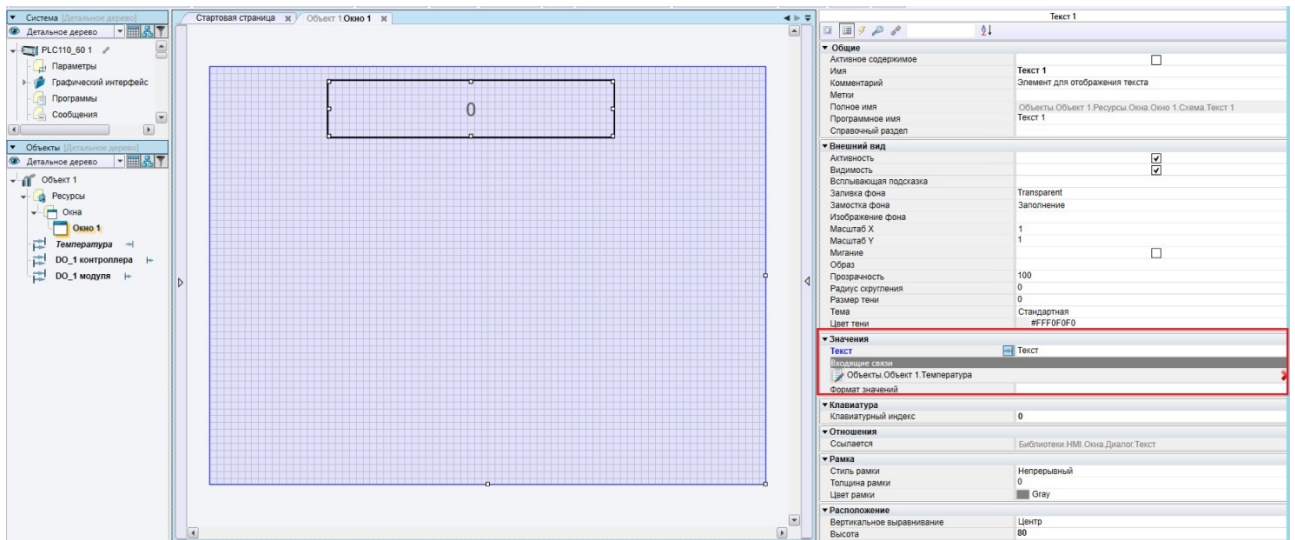 Система [Детальное дерево]
Детальное дерево
PLC110_60 1
Параметры
Графический интерфейс
Программы
Сообщения
Объекты [Детальное дерево]
Детальное дерево
Объект 1
Ресурсы
Окна
Окно 1
Температура
DO_1 контроллера
DO_1 модуля
Стартовая страница
Объект 1.Окно 1
0
Текст 1
Общие
Активное содержимое
Имя Текст 1
Комментарий Элемент для отображения текста
Метки
Полное имя Объекты.Объект 1.Ресурсы.Окна.Окно 1.Схема.Текст 1
Программное имя Текст 1
Справочный раздел
Внешний вид
Активность
Видимость
Всплывающая подсказка
Заливка фона Transparent
Замостка фона Заполнение
Изображение фона
Масштаб X 1
Масштаб Y 1
Мигание
Образ
Прозрачность 100
Радиус скругления 0
Размер тени 0
Тема Стандартная
Цвет тени #FFF0F0F0
Значения
Текст Текст
Входящие связи
Объекты.Объект 1.Температура
Формат значений
Клавиатура
Клавиатурный индекс 0
Отношения
Ссылается Библиотеки.HMI.Окна.Диалог.Текст
Рамка
Стиль рамки Непрерывный
Толщина рамки 0
Цвет рамки Gray
Расположение
Вертикальное выравнивание Центр
Высота 80